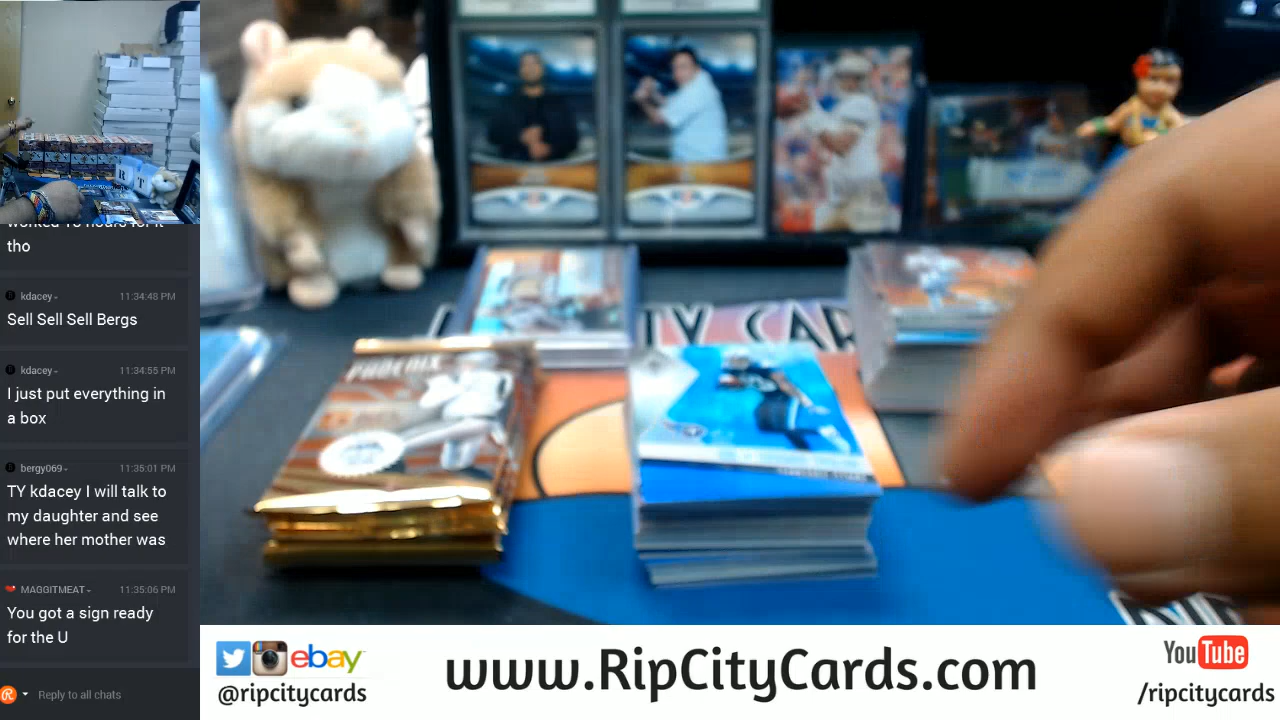 tho
kdacey
11:34:48 PM
Sell Sell Sell Bergs
kdacey
11:34:55 PM
I just put everything in
a box
bergy069
11:35:01 PM
TY kdacey I will talk to
my daughter and see
where her mother was
MAGGITMEAT
11:35:06 PM
You got a sign ready
for the U
Reply to all chats
PHOENIX
TY CAR
ebay
@ripcitycards
www.RipCityCards.com
YouTube
/ripcitycards